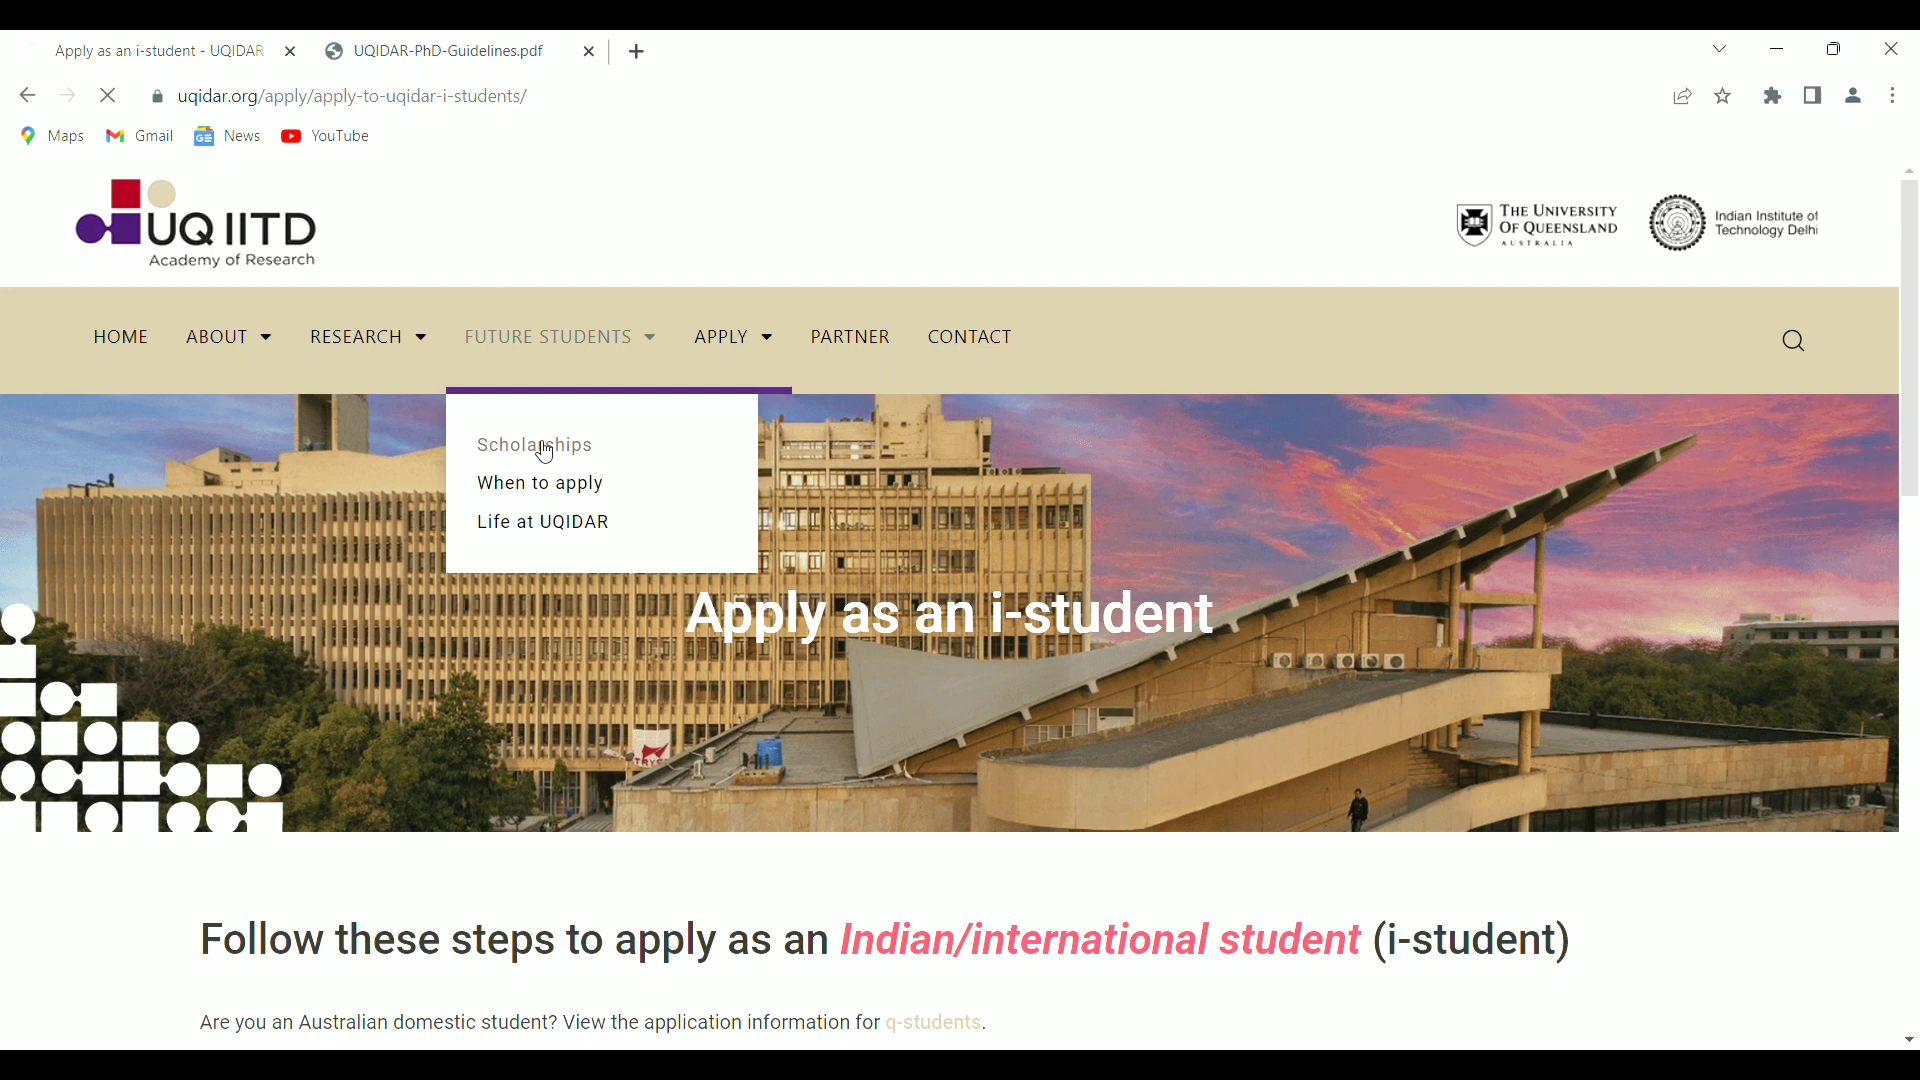 Apply as an i-student - UQIDAR
UQIDAR-PhD-Guidelines.pdf
uqidar.org/apply/apply-to-uqidar-i-students/
Maps
Gmail
News
YouTube
UQ IITD
Academy of Research
THE UNIVERSITY
OF QUEENSLAND
AUSTRALIA
Indian Institute of
Technology Delhi
HOME
ABOUT
RESEARCH
FUTURE STUDENTS
APPLY
PARTNER
CONTACT
Scholarships
When to apply
Life at UQIDAR
Apply as an i-student
Follow these steps to apply as an Indian/international student (i-student)
Are you an Australian domestic student? View the application information for q-students.